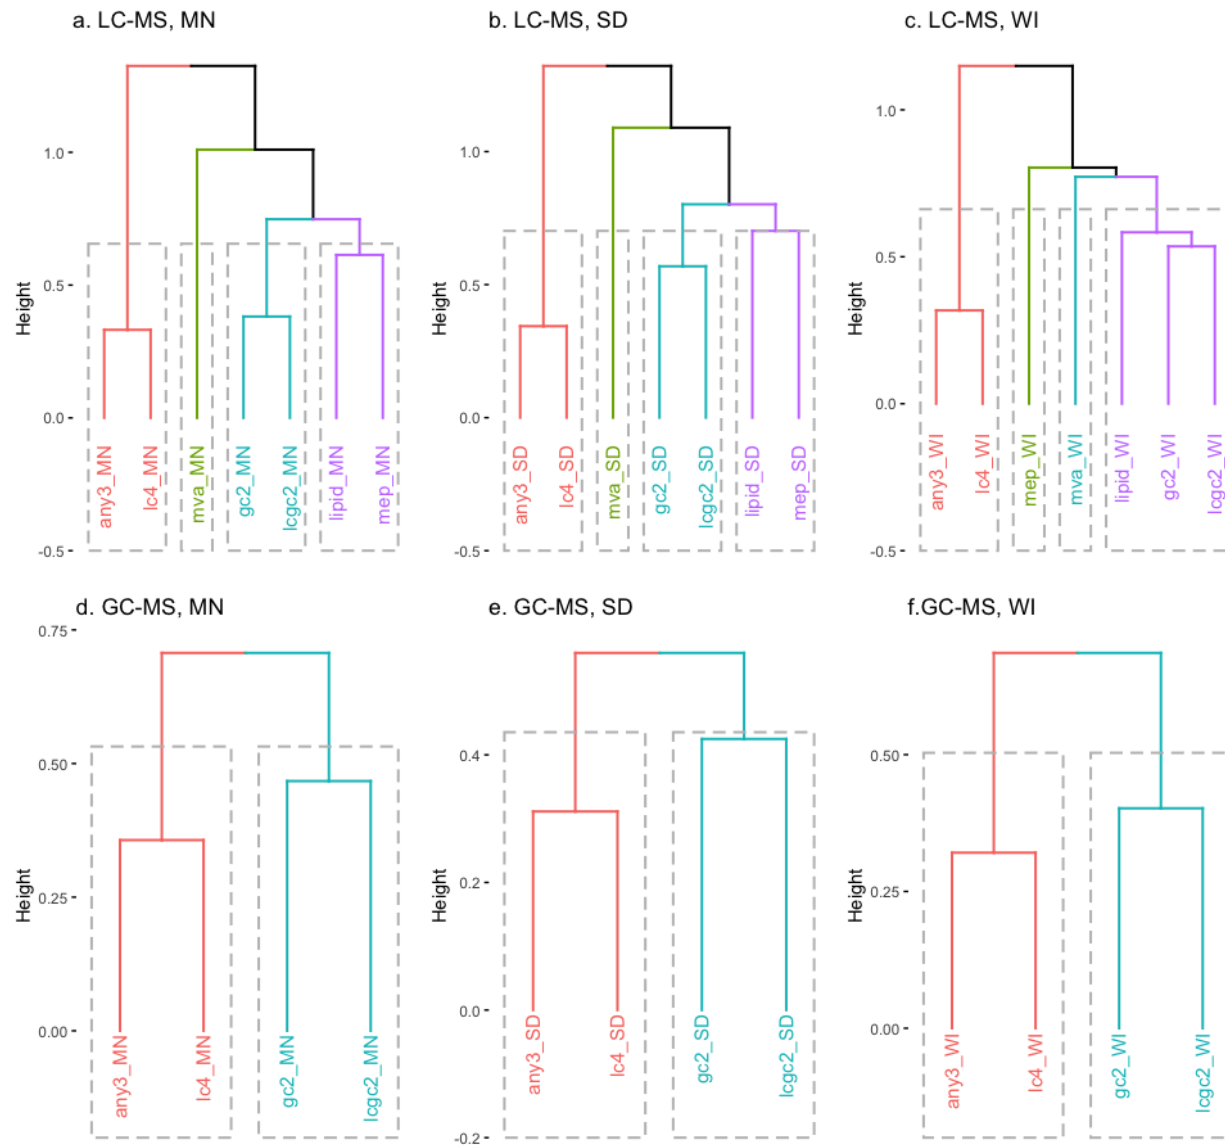 a. LC-MS, MN
b. LC-MS, SD
c. LC-MS, WI
Height
1.0
0.5
0.0
-0.5
any3_MN
lc4_MN
mva_MN
gc2_MN
lcgc2_MN
lipid_MN
mep_MN
Height
1.0
0.5
0.0
-0.5
any3_SD
lc4_SD
mva_SD
gc2_SD
lcgc2_SD
lipid_SD
mep_SD
Height
1.0
0.5
0.0
-0.5
any3_WI
lc4_WI
mep_WI
mva_WI
lipid_WI
gc2_WI
lcgc2_WI
d. GC-MS, MN
e. GC-MS, SD
f.GC-MS, WI
Height
0.75
0.50
0.25
0.00
any3_MN
lc4_MN
gc2_MN
lcgc2_MN
Height
0.4
0.2
0.0
-0.2
any3_SD
lc4_SD
gc2_SD
lcgc2_SD
Height
0.50
0.25
0.00
any3_WI
lc4_WI
gc2_WI
lcgc2_WI